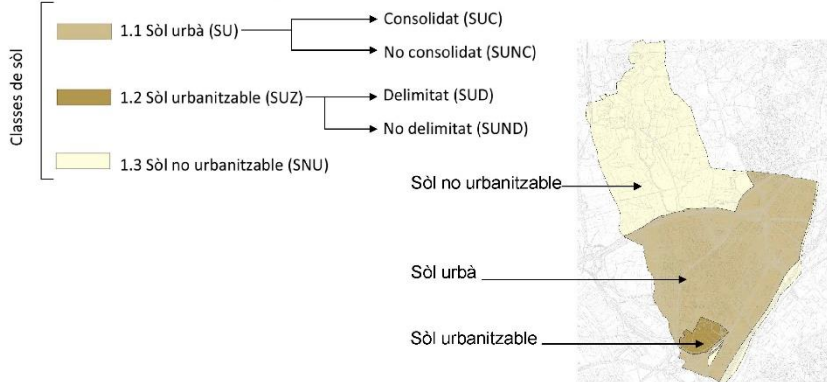 Classes de sòl
1.1 Sòl urbà (SU)
Consolidat (SUC)
No consolidat (SUNC)
1.2 Sòl urbanitzable (SUZ)
Delimitat (SUD)
No delimitat (SUND)
1.3 Sòl no urbanitzable (SNU)
Sòl no urbanitzable
Sòl urbà
Sòl urbanitzable